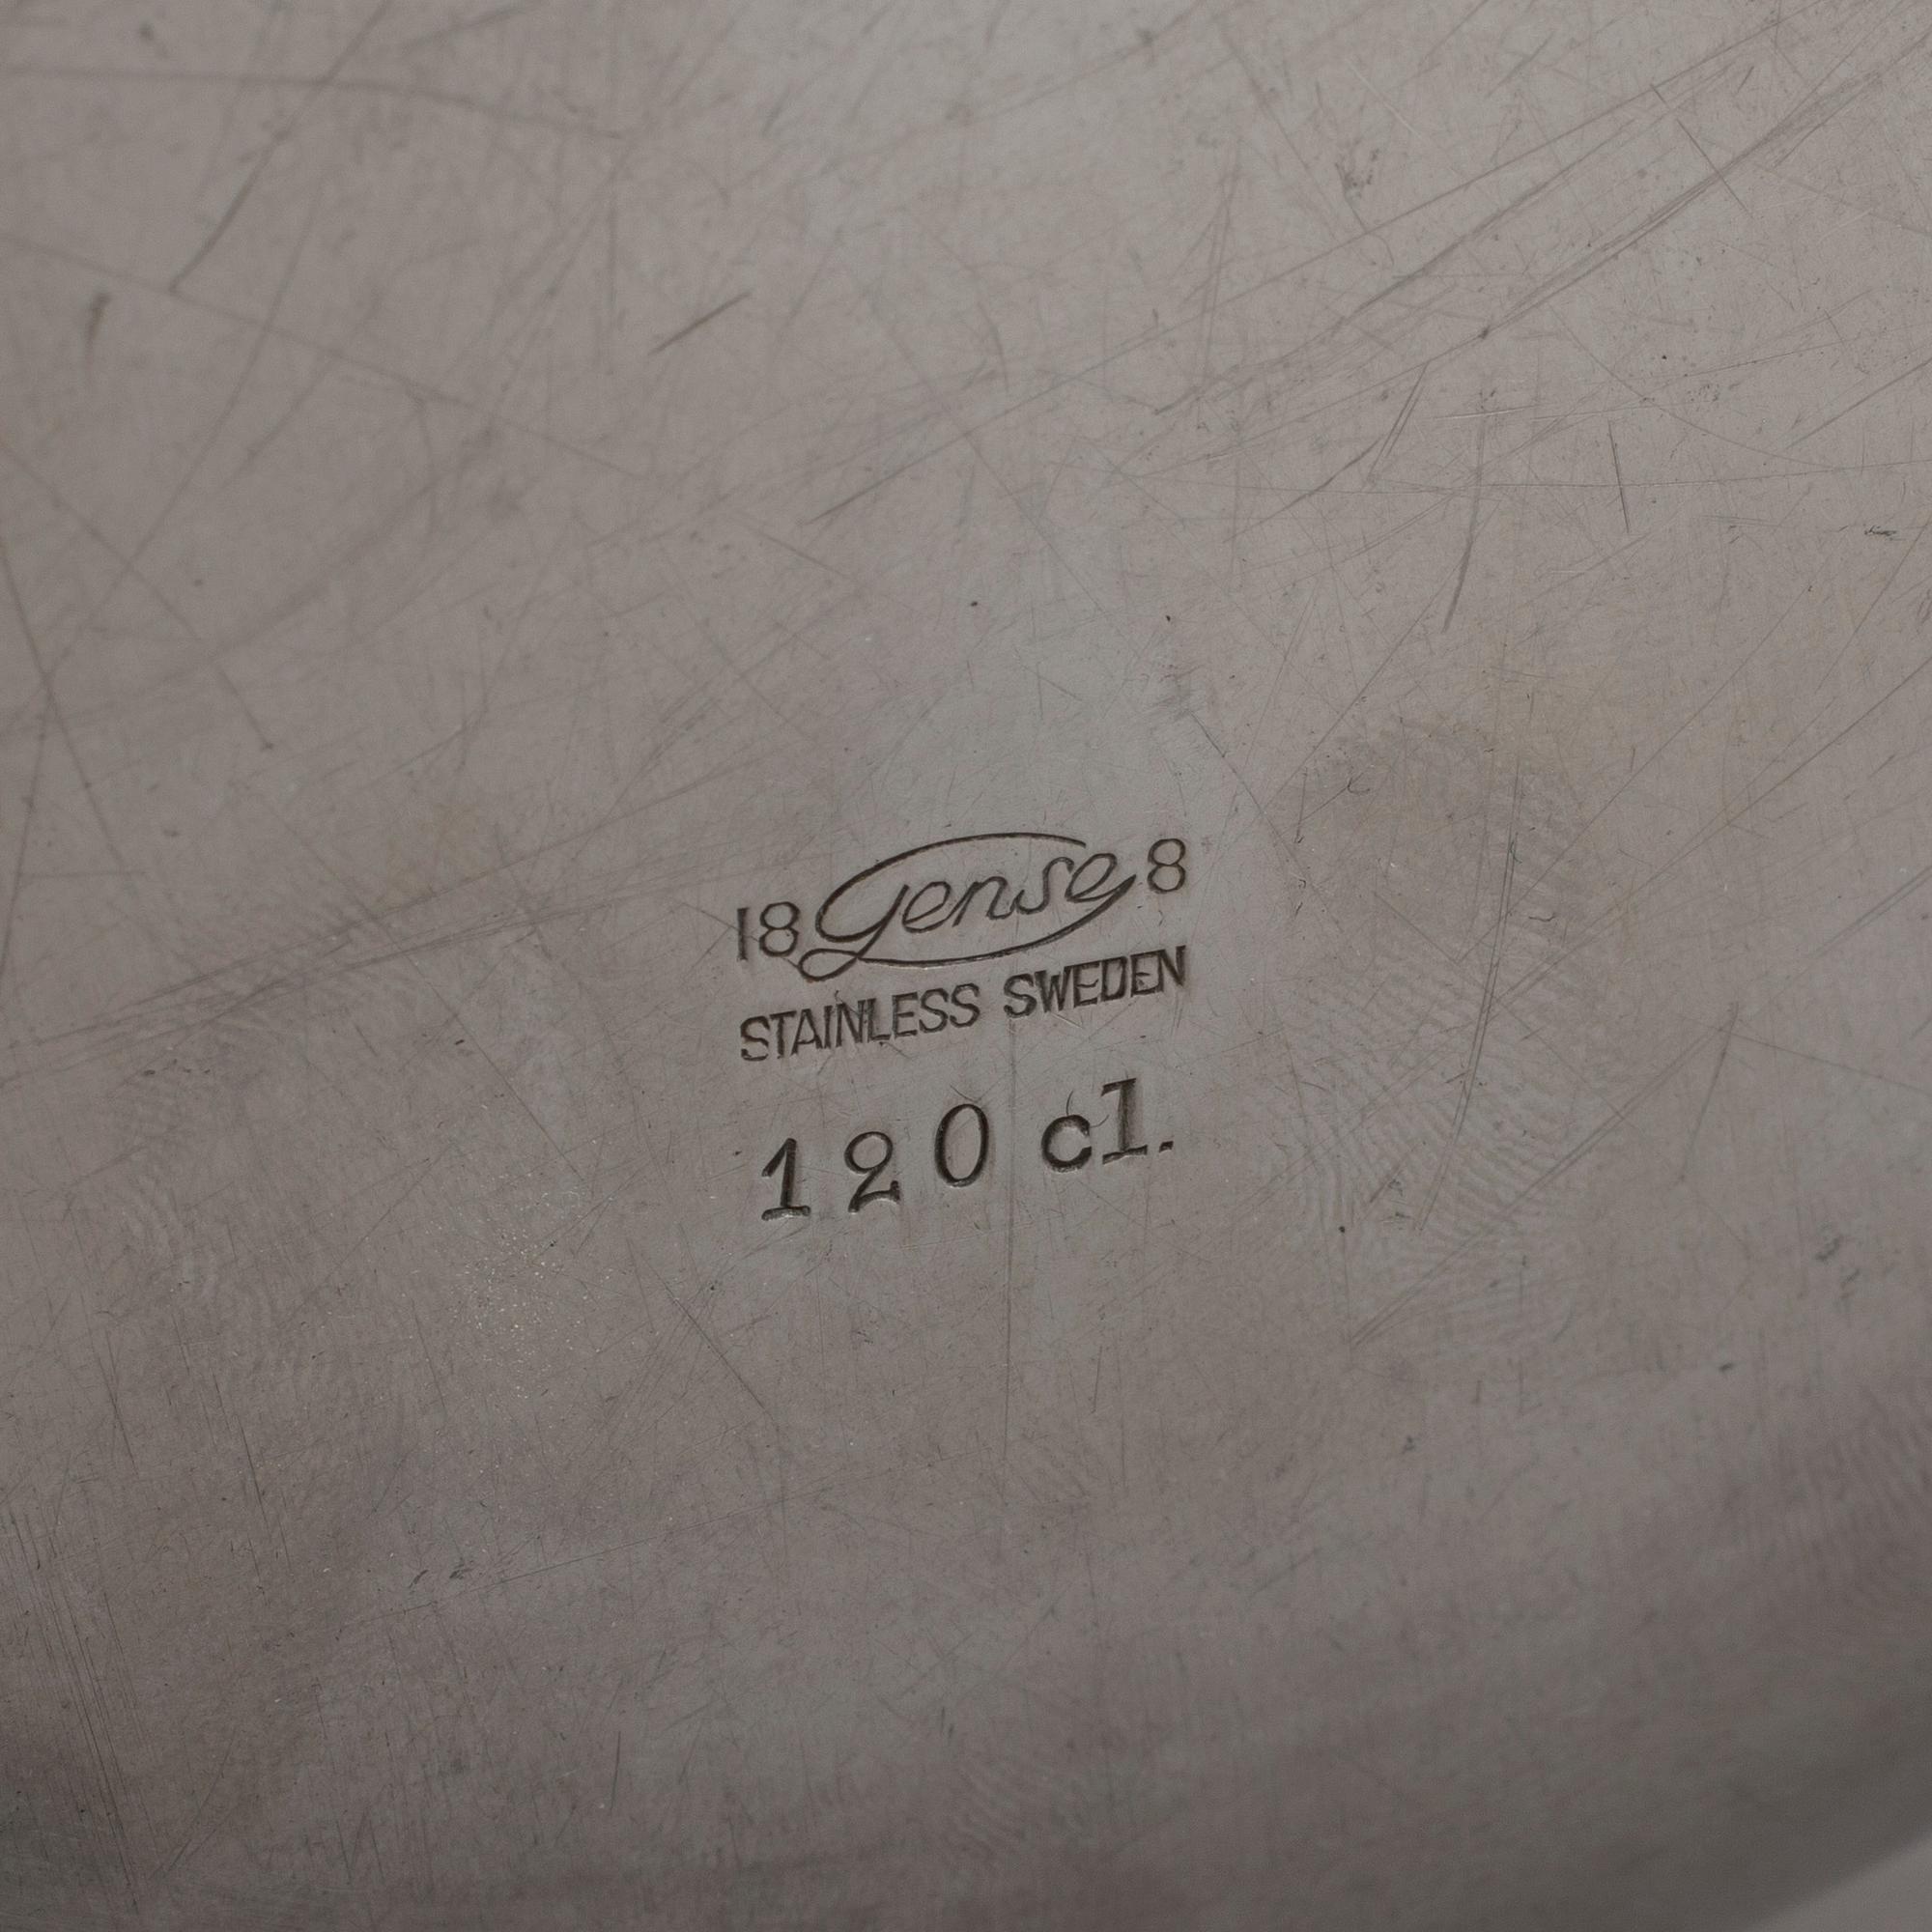 18 Gense 8
STAINLESS SWEDEN
120 cl.